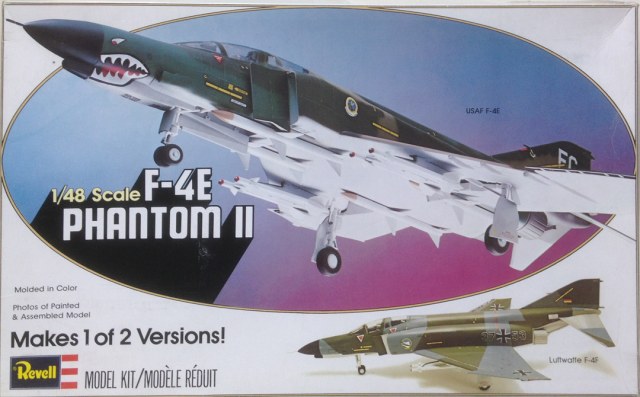 USAF F-4E
1/48 Scale F-4E
PHANTOM II
Molded in Color
Photos of Painted
& Assembled Model
Makes 1 of 2 Versions!
Revell
MODEL KIT/MODÈLE RÉDUIT
Luftwaffe F-4F